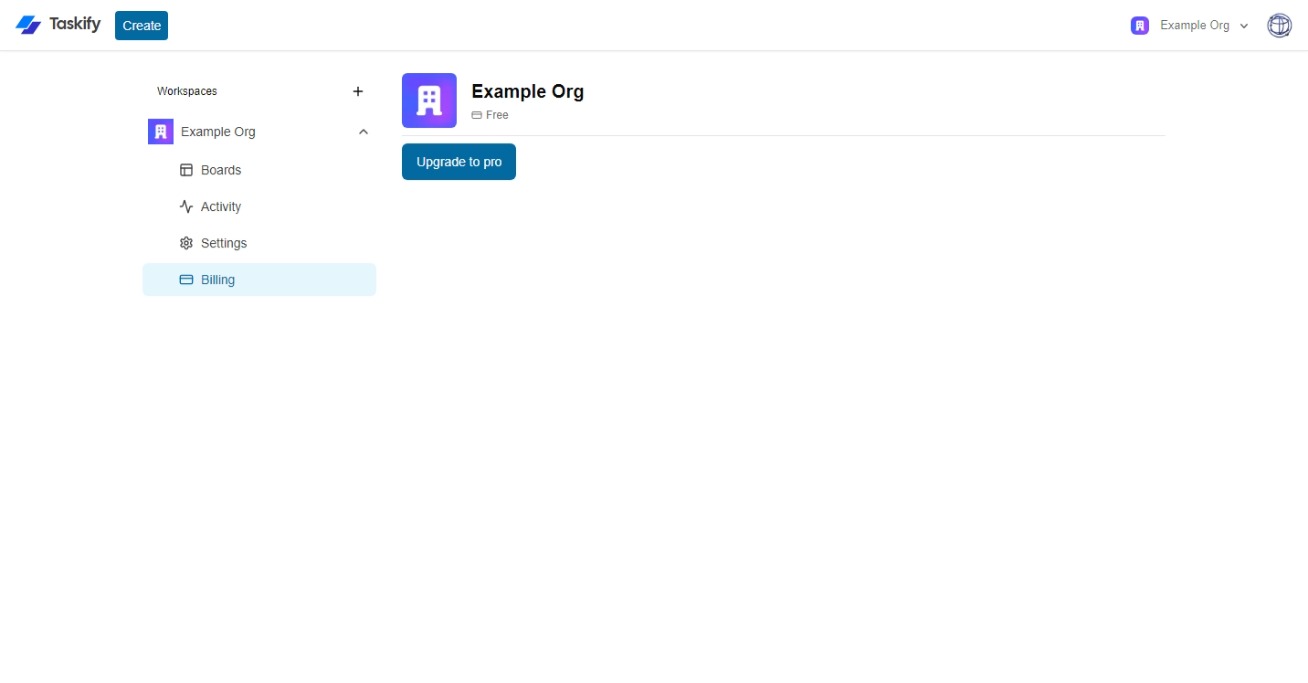 Taskify
Create
Example Org
Workspaces
Example Org
Boards
Activity
Settings
Billing
Example Org
Free
Upgrade to pro